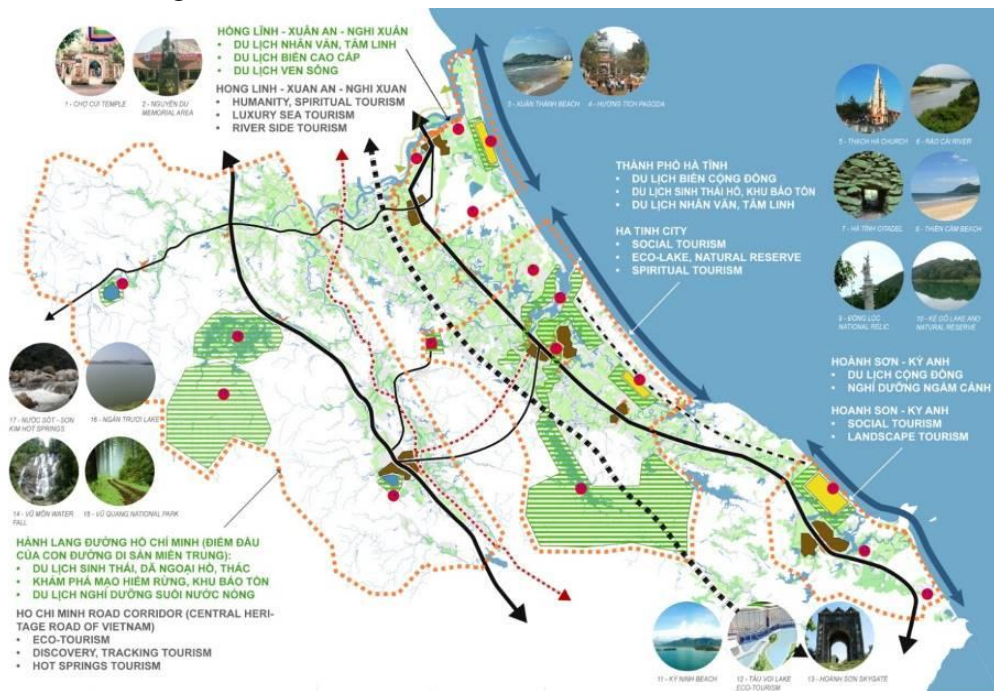 HỒNG LĨNH - XUÂN AN - NGHI XUÂN
• DU LỊCH NHÂN VĂN, TÂM LINH
• DU LỊCH BIỂN CAO CẤP
• DU LỊCH VEN SÔNG
HONG LINH - XUAN AN - NGHI XUAN
• HUMANITY, SPIRITUAL TOURISM
• LUXURY SEA TOURISM
• RIVER SIDE TOURISM
1 - CHỢ CỦI TEMPLE
2 - NGUYỄN DU
MEMORIAL AREA
3 - XUÂN THÀNH BEACH
4 - HƯƠNG TÍCH PAGODA
5 - THẠCH HÀ CHURCH
6 - RÀO CÁI RIVER
THÀNH PHỐ HÀ TĨNH
• DU LỊCH BIỂN CỘNG ĐỒNG
• DU LỊCH SINH THÁI HỒ, KHU BẢO TỒN
• DU LỊCH NHÂN VĂN, TÂM LINH
HA TINH CITY
• SOCIAL TOURISM
• ECO-LAKE, NATURAL RESERVE
• SPIRITUAL TOURISM
7 - HÀ TĨNH CITADEL
8 - THIÊN CẦM BEACH
9 - ĐỒNG LỘC
NATIONAL RELIC
10 - KẺ GỖ LAKE AND
NATURAL RESERVE
HOÀNH SƠN - KỲ ANH
• DU LỊCH CỘNG ĐỒNG
• NGHỈ DƯỠNG NGẮM CẢNH
HOANH SON - KY ANH
• SOCIAL TOURISM
• LANDSCAPE TOURISM
17 - NƯỚC SỐT - SƠN
KIM HOT SPRINGS
16 - NGÀN TRƯƠI LAKE
14 - VŨ MÔN WATER
FALL
15 - VŨ QUANG NATIONAL PARK
HÀNH LANG ĐƯỜNG HỒ CHÍ MINH (ĐIỂM ĐẦU
CỦA CON ĐƯỜNG DI SẢN MIỀN TRUNG):
• DU LỊCH SINH THÁI, DÃ NGOẠI HỒ, THÁC
• KHÁM PHÁ MẠO HIỂM RỪNG, KHU BẢO TỒN
• DU LỊCH NGHỈ DƯỠNG SUỐI NƯỚC NÓNG
HO CHI MINH ROAD CORRIDOR (CENTRAL HERI-
TAGE ROAD OF VIETNAM)
• ECO-TOURISM
• DISCOVERY, TRACKING TOURISM
• HOT SPRINGS TOURISM
11 - KỲ NINH BEACH
12 - TÀU VOI LAKE
ECO-TOURISM
13 - HOÀNH SƠN SKYGATE